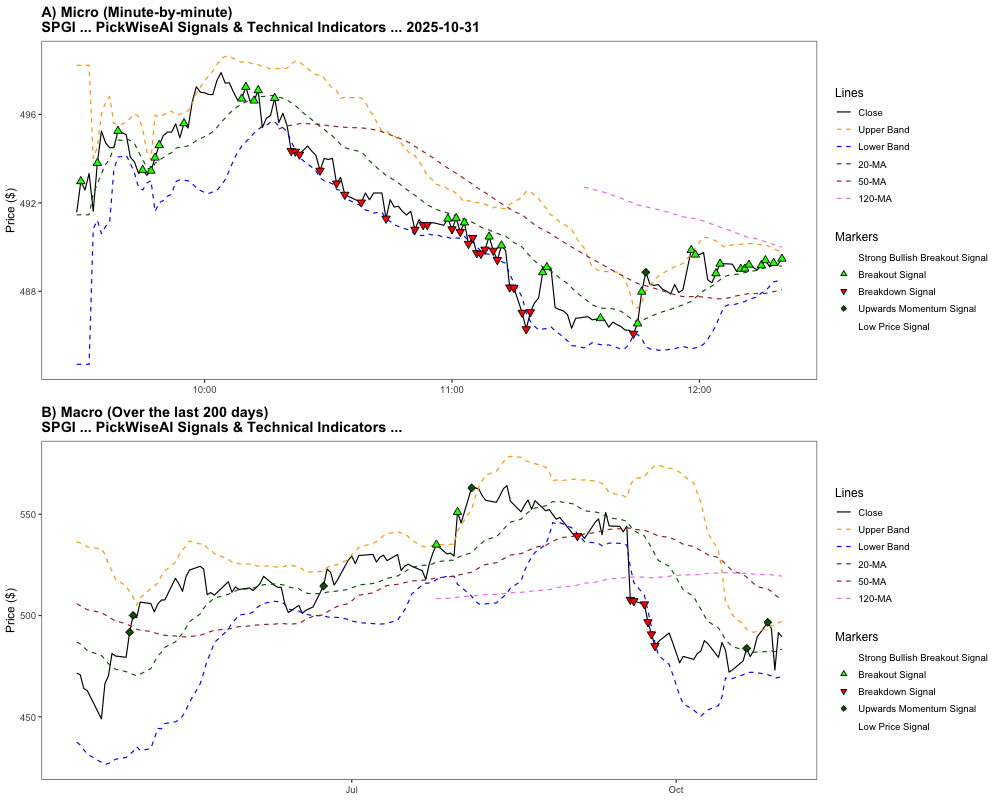 A) Micro (Minute-by-minute)
SPGI ... PickWiseAI Signals & Technical Indicators ... 2025-10-31
Price ($)
496
492
488
10:00
11:00
12:00
Lines
Close
Upper Band
Lower Band
20-MA
50-MA
120-MA
Markers
Strong Bullish Breakout Signal
Breakout Signal
Breakdown Signal
Upwards Momentum Signal
Low Price Signal
B) Macro (Over the last 200 days)
SPGI ... PickWiseAI Signals & Technical Indicators ...
Price ($)
550
500
450
Jul
Oct
Lines
Close
Upper Band
Lower Band
20-MA
50-MA
120-MA
Markers
Strong Bullish Breakout Signal
Breakout Signal
Breakdown Signal
Upwards Momentum Signal
Low Price Signal